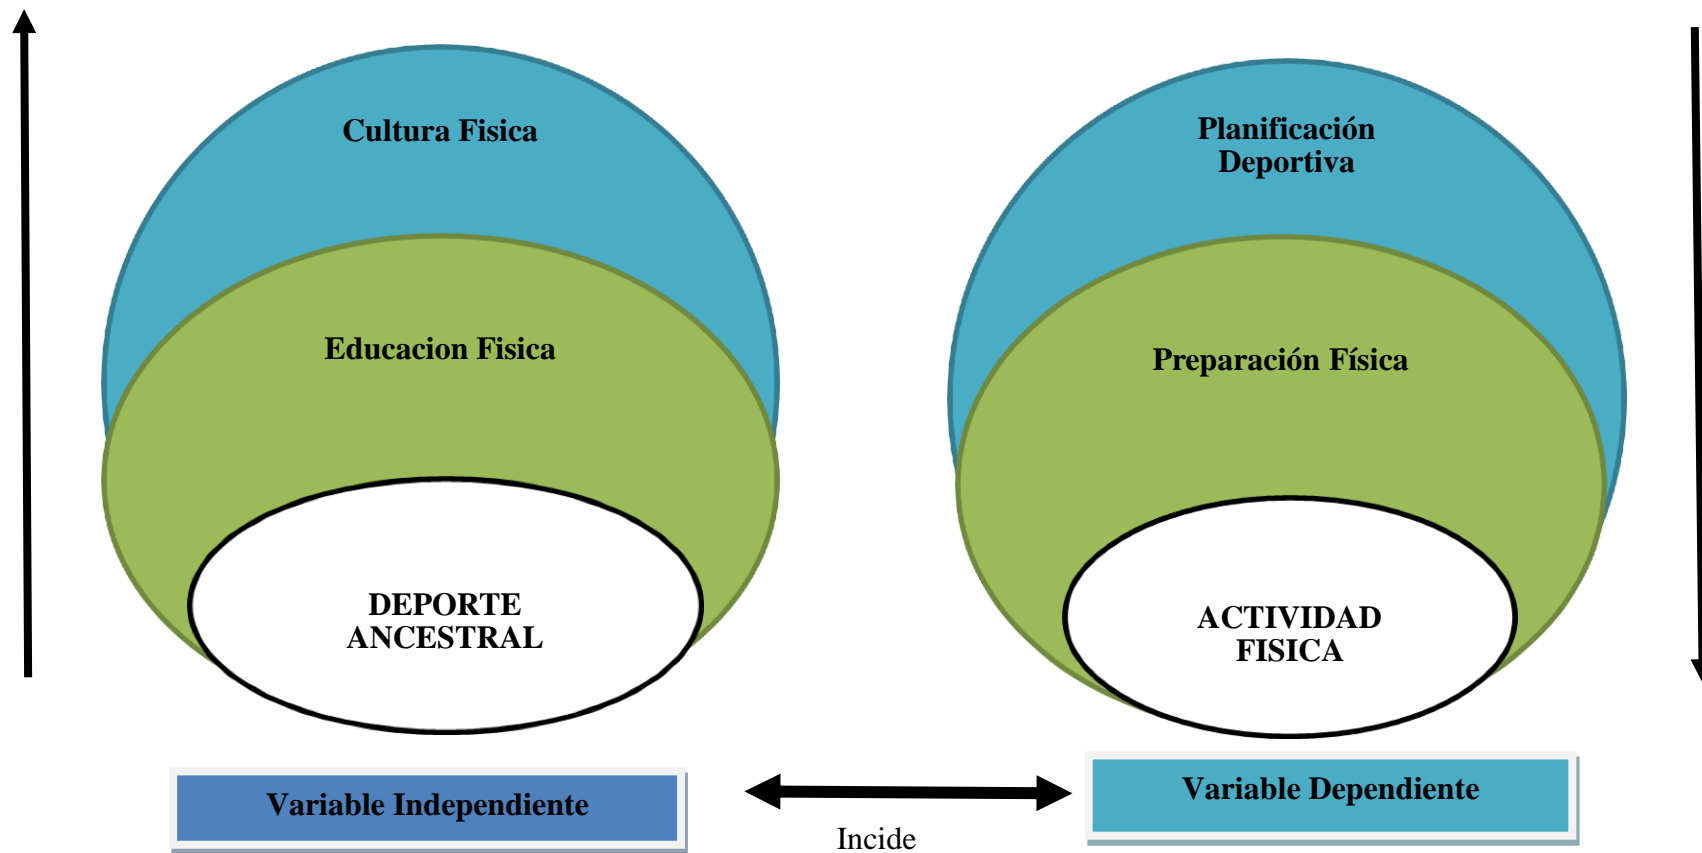 Cultura Fisica
Educacion Fisica
DEPORTE
ANCESTRAL
Planificación
Deportiva
Preparación Física
ACTIVIDAD
FISICA
Variable Independiente
Incide
Variable Dependiente